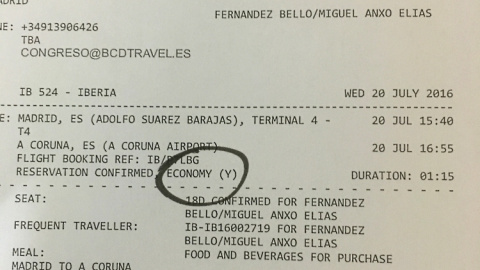 MADRID
FERNANDEZ BELLO/MIGUEL ANXO ELIAS
NE: +34913906426
TBA
CONGRESO@BCDTRAVEL.ES
IB 524 - IBERIA WED 20 JULY 2016
E: MADRID, ES (ADOLFO SUAREZ BARAJAS), TERMINAL 4 - 20 JUL 15:40
T4
A CORUNA, ES (A CORUNA AIRPORT) 20 JUL 16:55
FLIGHT BOOKING REF:
RESERVATION CONFIRMED, ECONOMY (Y) DURATION: 01:15
SEAT: 18D CONFIRMED FOR FERNANDEZ
BELLO/MIGUEL ANXO ELIAS
FREQUENT TRAVELLER: IB-IB16002719 FOR FERNANDEZ
BELLO/MIGUEL ANXO ELIAS
MEAL: FOOD AND BEVERAGES FOR PURCHASE
MADRID TO A CORUNA